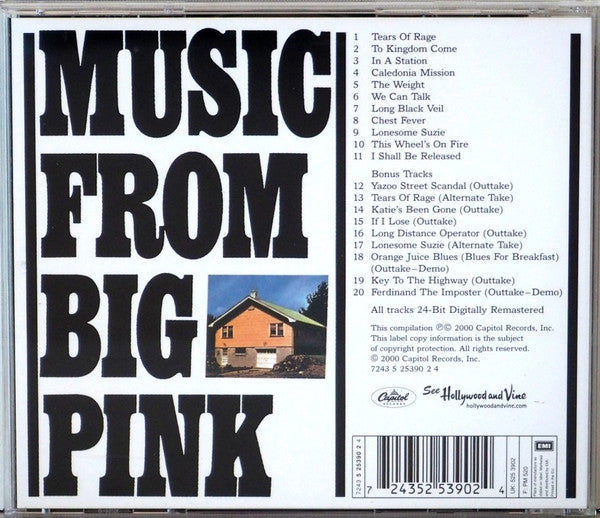 MUSIC
FROM
BIG
PINK
1 Tears Of Rage
2 To Kingdom Come
3 In A Station
4 Caledonia Mission
5 The Weight
6 We Can Talk
7 Long Black Veil
8 Chest Fever
9 Lonesome Suzie
10 This Wheel's On Fire
11 I Shall Be Released
Bonus Tracks
12 Yazoo Street Scandal (Outtake)
13 Tears Of Rage (Alternate Take)
14 Katie's Been Gone (Outtake)
15 If I Lose (Outtake)
16 Long Distance Operator (Outtake)
17 Lonesome Suzie (Alternate Take)
18 Orange Juice Blues (Blues For Breakfast)
(Outtake–Demo)
19 Key To The Highway (Outtake)
20 Ferdinand The Imposter (Outtake–Demo)
All tracks 24-Bit Digitally Remastered
This compilation ℗© 2000 Capitol Records, Inc.
This label copy information is the subject
of copyright protection. All rights reserved.
© 2000 Capitol Records, Inc.
7243 5 25390 2 4
Capitol
RECORDS
See Hollywood and Vine
hollywoodandvine.com
7243 5 25390 2 4
7 24352 53902 4
UK: 525 3902
F: PM 520
EMI